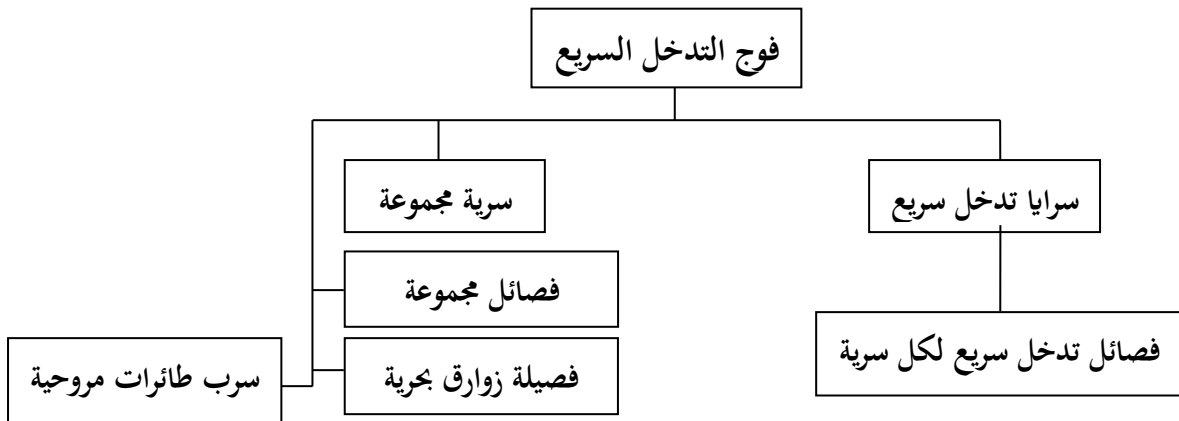 فوج التدخل السريع
سرايا تدخل سريع
سرية مجموعة
فصائل مجموعة
فصائل تدخل سريع لكل سرية
فصيلة زوارق بحرية
سرب طائرات مروحية